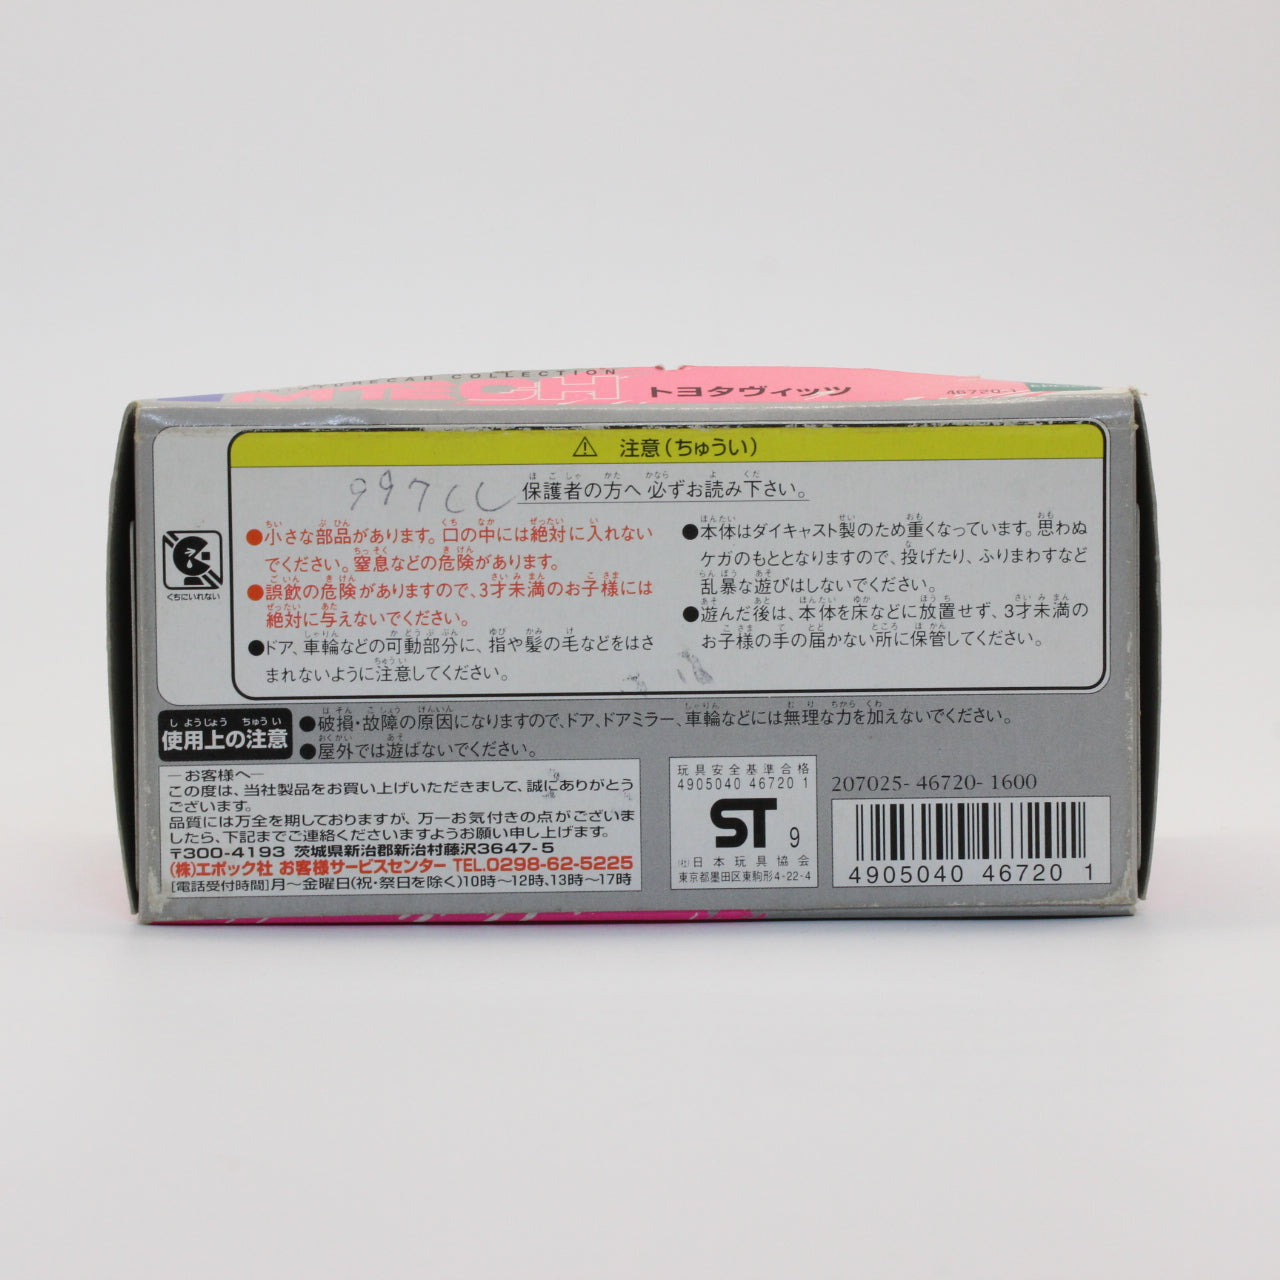 COLLECTION
MTECH トヨタヴィッツ 46720-1
⚠ 注意(ちゅうい)
997cc
保護者の方へ 必ずお読み下さい。
●小さな部品があります。口の中には絶対に入れない
でください。窒息などの危険があります。
●誤飲の危険がありますので、3才未満のお子様には
絶対に与えないでください。
●ドア、車輪などの可動部分に、指や髪の毛などをはさ
まれないように注意してください。
●本体はダイキャスト製のため重くなっています。思わぬ
ケガのもととなりますので、投げたり、ふりまわすなど
乱暴な遊びはしないでください。
●遊んだ後は、本体を床などに放置せず、3才未満の
お子様の手の届かない所に保管してください。
くちにいれない
しようじょう ちゅうい
使用上の注意
●破損・故障の原因になりますので、ドア、ドアミラー、車輪などには無理な力を加えないでください。
●屋外では遊ばないでください。
―お客様へ―
この度は、当社製品をお買い上げいただきまして、誠にありがとう
ございます。
品質には万全を期しておりますが、万一お気付きの点がございま
したら、下記までご連絡くださいますようお願い申し上げます。
〒300-4193 茨城県新治郡新治村藤沢3647-5
(株)エポック社 お客様サービスセンター TEL.0298-62-5225
[電話受付時間]月～金曜日(祝・祭日を除く)10時～12時、13時～17時
玩具安全基準合格
4905040 46720 1
ST 9
(社)日本玩具協会
東京都墨田区東駒形4-22-4
207025- 46720- 1600
4905040 46720 1